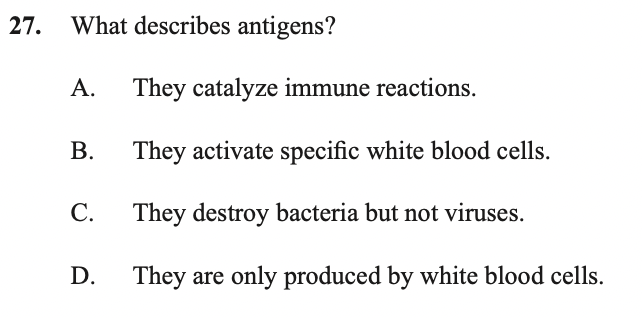 27. What describes antigens?
A. They catalyze immune reactions.
B. They activate specific white blood cells.
C. They destroy bacteria but not viruses.
D. They are only produced by white blood cells.